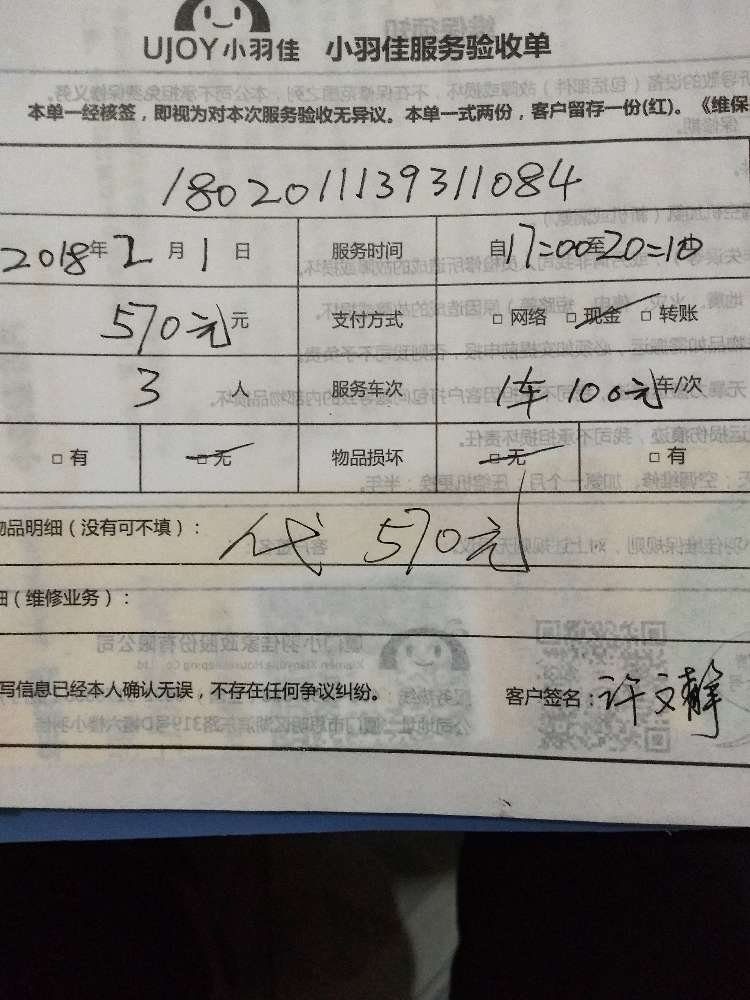 UJOY小羽佳 小羽佳服务验收单
本单一经核签，即视为对本次服务验收无异议。本单一式两份，客户留存一份(红)。《维保
1802011139311084
2018年2月1日 服务时间 自17:00至20:10
570元元 支付方式 □ 网络 □ 现金 □ 转账
3人 服务车次 1车100元车/次
□ 有 □ 无 物品损坏 □ 无 □ 有
物品明细（没有可不填）： 570元
（维修业务）：
写信息已经本人确认无误，不存在任何争议纠纷。 客户签名：许文静